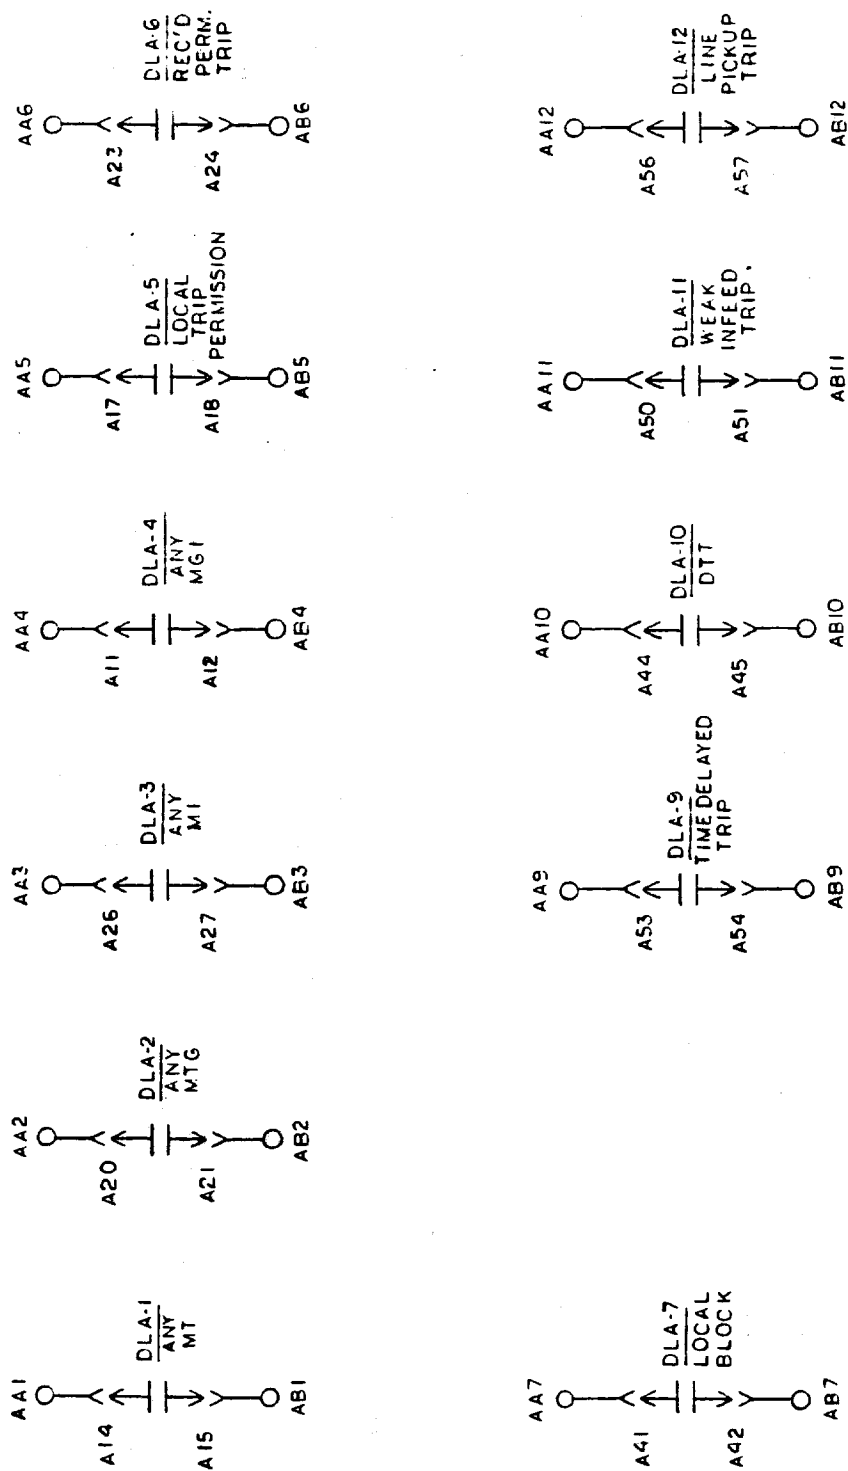 AA1
A14
DLA-1
ANY
MT
A15
AB1
AA2
A20
DLA-2
ANY
MTG
A21
AB2
AA3
A26
DLA-3
ANY
M1
A27
AB3
AA4
A11
DLA-4
ANY
MG1
A12
AB4
AA5
A17
DLA-5
LOCAL
TRIP
PERMISSION
A18
AB5
AA6
A23
DLA-6
REC'D
PERM.
TRIP
A24
AB6
AA7
A41
DLA-7
LOCAL
BLOCK
A42
AB7
AA9
A53
DLA-9
TIME DELAYED
TRIP
A54
AB9
AA10
A44
DLA-10
DTT
A45
AB10
AA11
A50
DLA-11
WEAK
INFEED
TRIP.
A51
AB11
AA12
A56
DLA-12
LINE
PICKUP
TRIP
A57
AB12